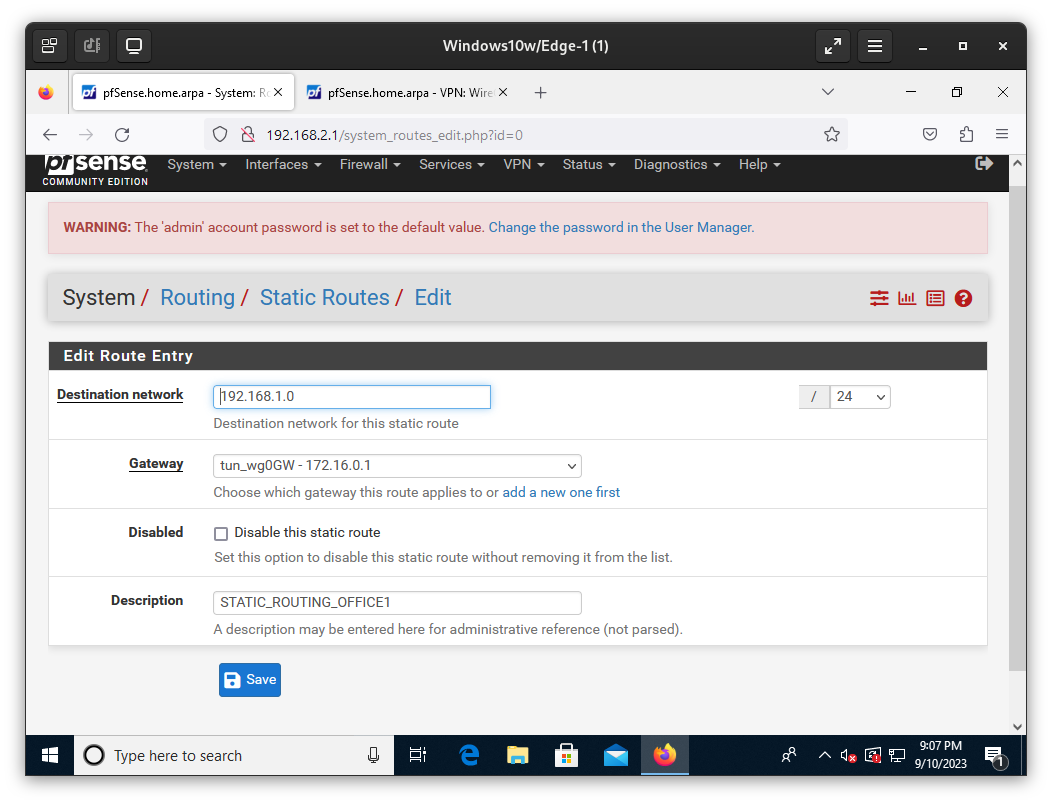 Windows10w/Edge-1 (1)
pfSense.home.arpa - System: Ro
pfSense.home.arpa - VPN: Wire
192.168.2.1/system_routes_edit.php?id=0
pfsense
COMMUNITY EDITION
System Interfaces Firewall Services VPN Status Diagnostics Help
WARNING: The 'admin' account password is set to the default value. Change the password in the User Manager.
System / Routing / Static Routes / Edit
Edit Route Entry
Destination network
192.168.1.0
/ 24
Destination network for this static route
Gateway
tun_wg0GW - 172.16.0.1
Choose which gateway this route applies to or add a new one first
Disabled
Disable this static route
Set this option to disable this static route without removing it from the list.
Description
STATIC_ROUTING_OFFICE1
A description may be entered here for administrative reference (not parsed).
Save
Type here to search
9:07 PM
9/10/2023
1